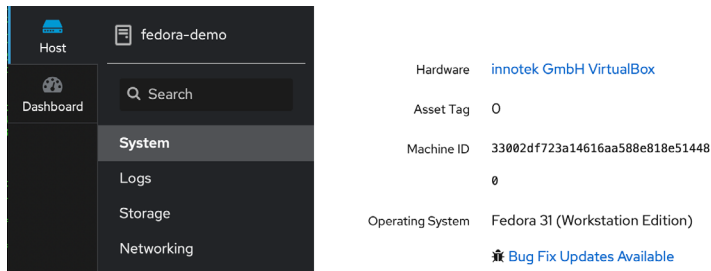 Host
fedora-demo
Dashboard
Search
System
Logs
Storage
Networking
Hardware innotek GmbH VirtualBox
Asset Tag 0
Machine ID 33002df723a14616aa588e818e51448
0
Operating System Fedora 31 (Workstation Edition)
Bug Fix Updates Available